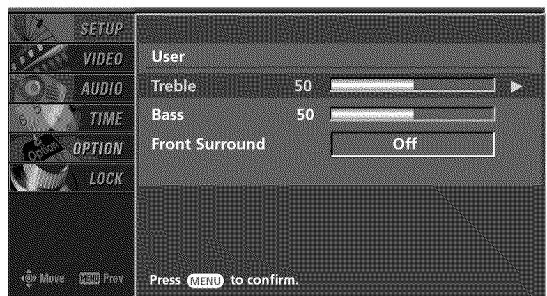 SETUP
VIDEO
AUDIO
TIME
OPTION
LOCK
User
Treble 50
Bass 50
Front Surround Off
Option
Move MENU Prev
Press MENU to confirm.